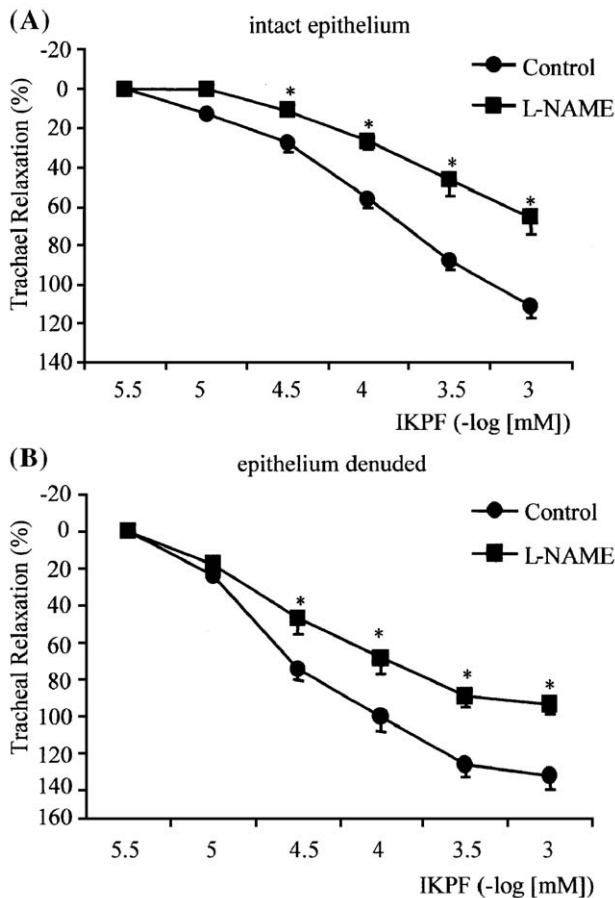 (A)
intact epithelium
Control
L-NAME
Trachael Relaxation (%)
-20
0
20
40
60
80
100
120
140
* * * *
5.5 5 4.5 4 3.5 3
IKPF (-log [mM])
(B)
epithelium denuded
Control
L-NAME
Tracheal Relaxation (%)
-20
0
20
40
60
80
100
120
140
160
* * * *
5.5 5 4.5 4 3.5 3
IKPF (-log [mM])